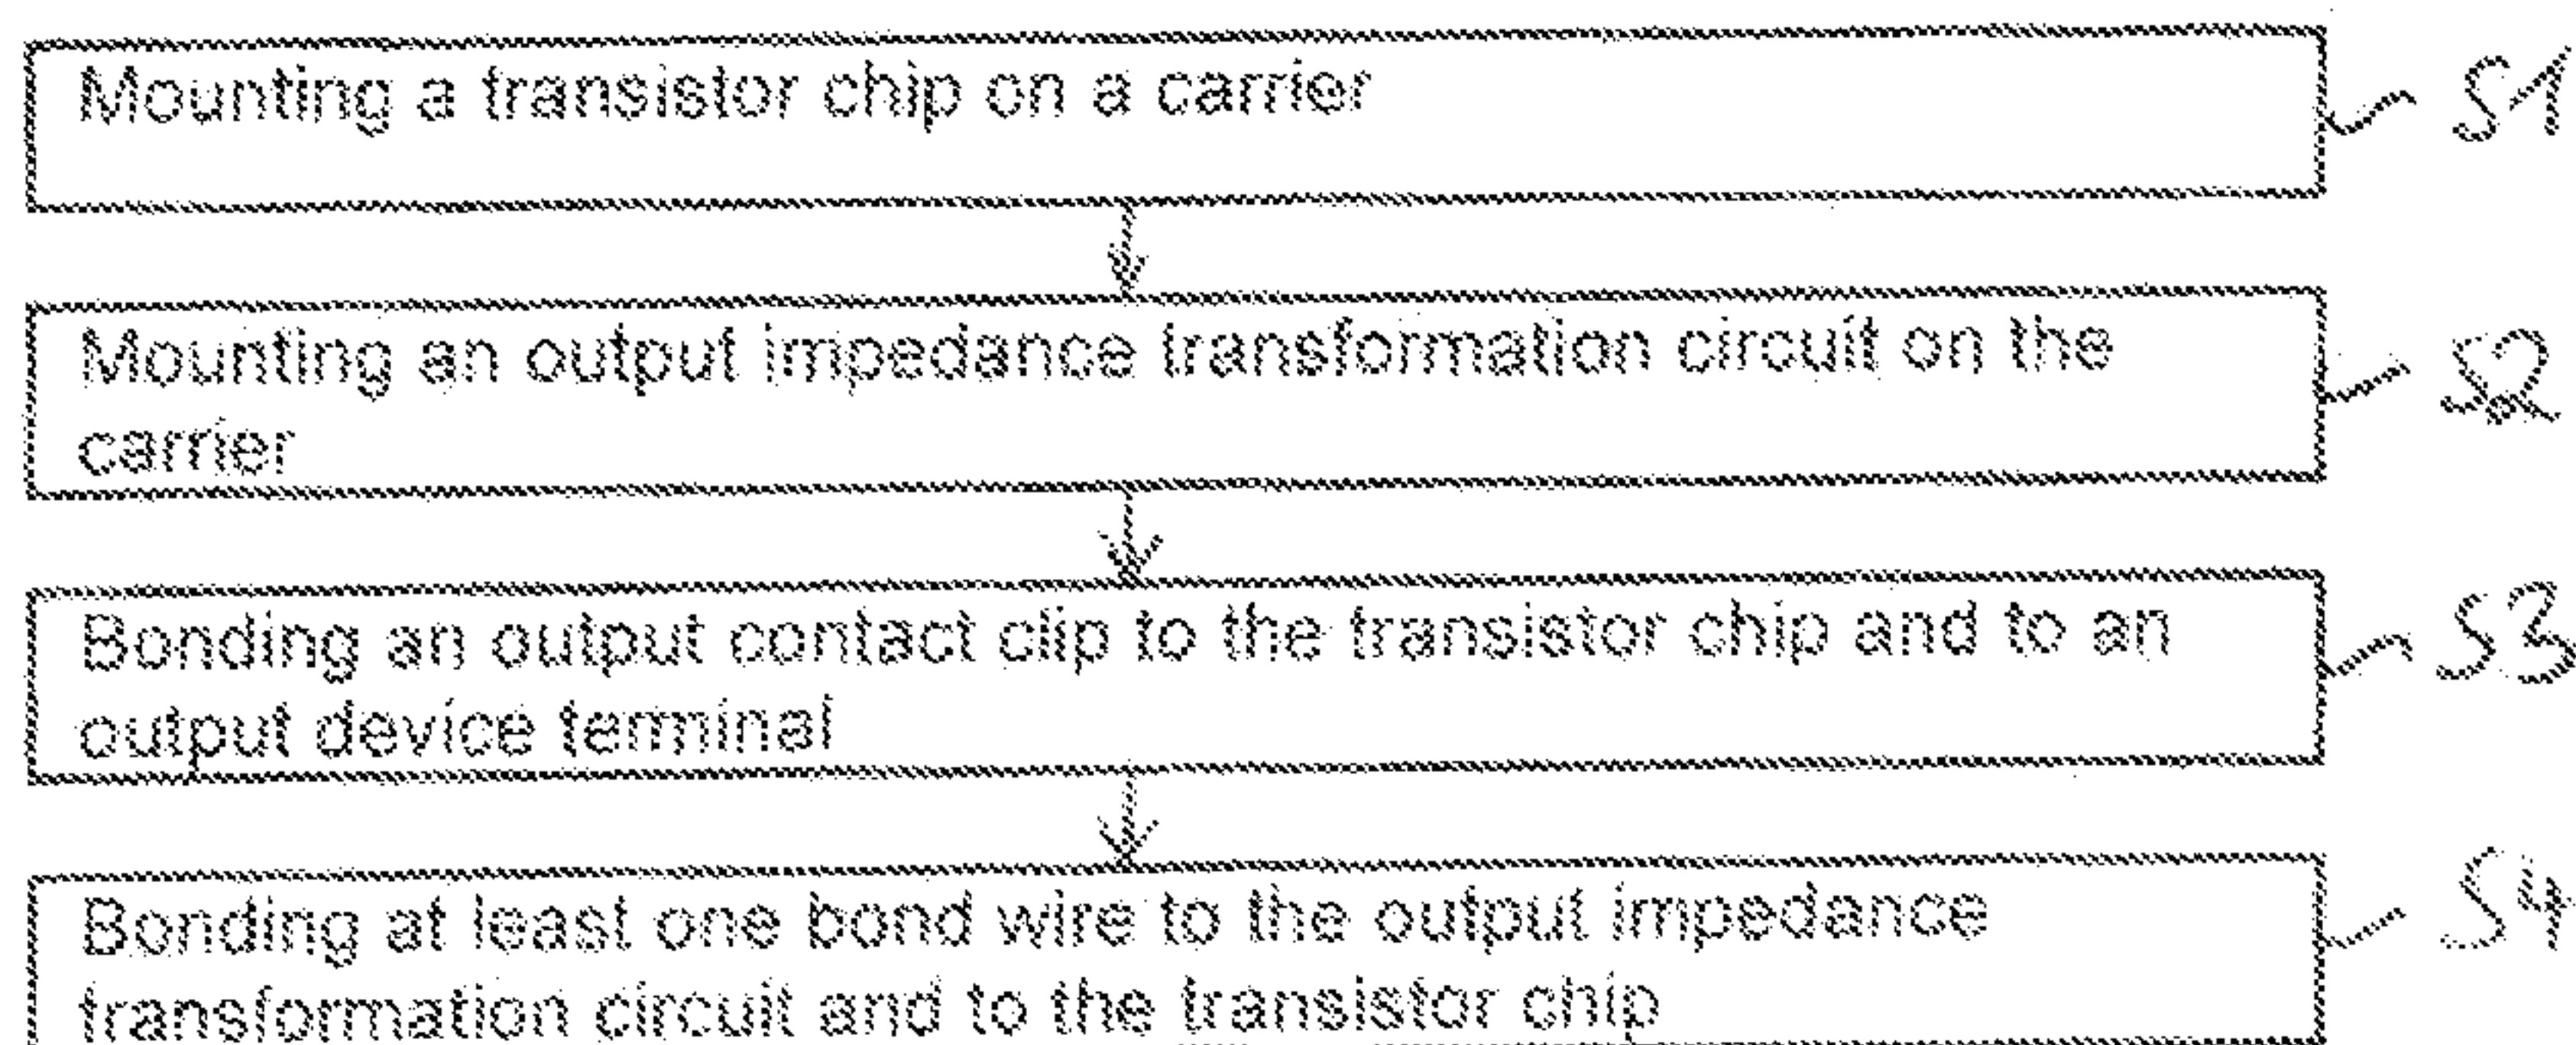 Mounting a transistor chip on a carrier
S1
Mounting an output impedance transformation circuit on the
carrier
S2
Bonding an output contact clip to the transistor chip and to an
output device terminal
S3
Bonding at least one bond wire to the output impedance
transformation circuit and to the transistor chip
S4